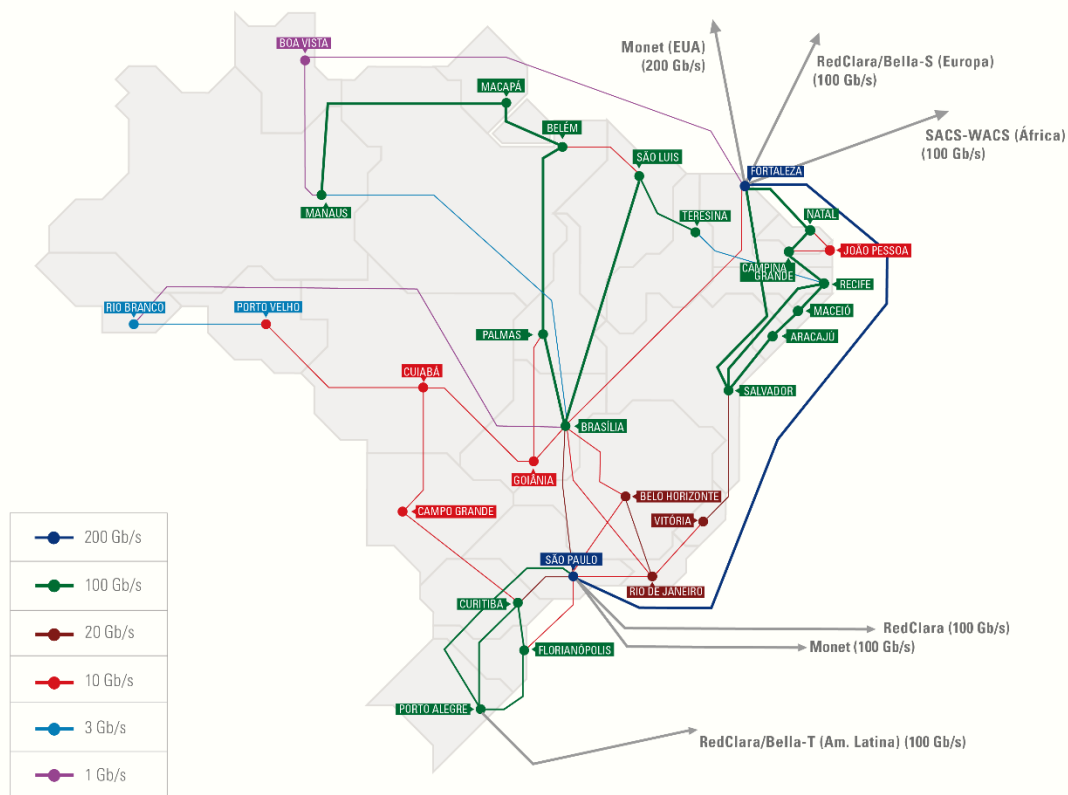 Monet (EUA)
(200 Gb/s)
RedClara/Bella-S (Europa)
(100 Gb/s)
SACS-WACS (África)
(100 Gb/s)
BOA VISTA
MACAPÁ
BELÉM
SÃO LUIS
FORTALEZA
MANAUS
TERESINA
NATAL
JOÃO PESSOA
CAMPINA
GRANDE
RECIFE
RIO BRANCO
PORTO VELHO
MACEIÓ
PALMAS
ARACAJÚ
CUIABÁ
SALVADOR
BRASÍLIA
GOIÂNIA
BELO HORIZONTE
CAMPO GRANDE
VITÓRIA
SÃO PAULO
RIO DE JANEIRO
CURITIBA
RedClara (100 Gb/s)
Monet (100 Gb/s)
FLORIANÓPOLIS
PORTO ALEGRE
RedClara/Bella-T (Am. Latina) (100 Gb/s)
200 Gb/s
100 Gb/s
20 Gb/s
10 Gb/s
3 Gb/s
1 Gb/s